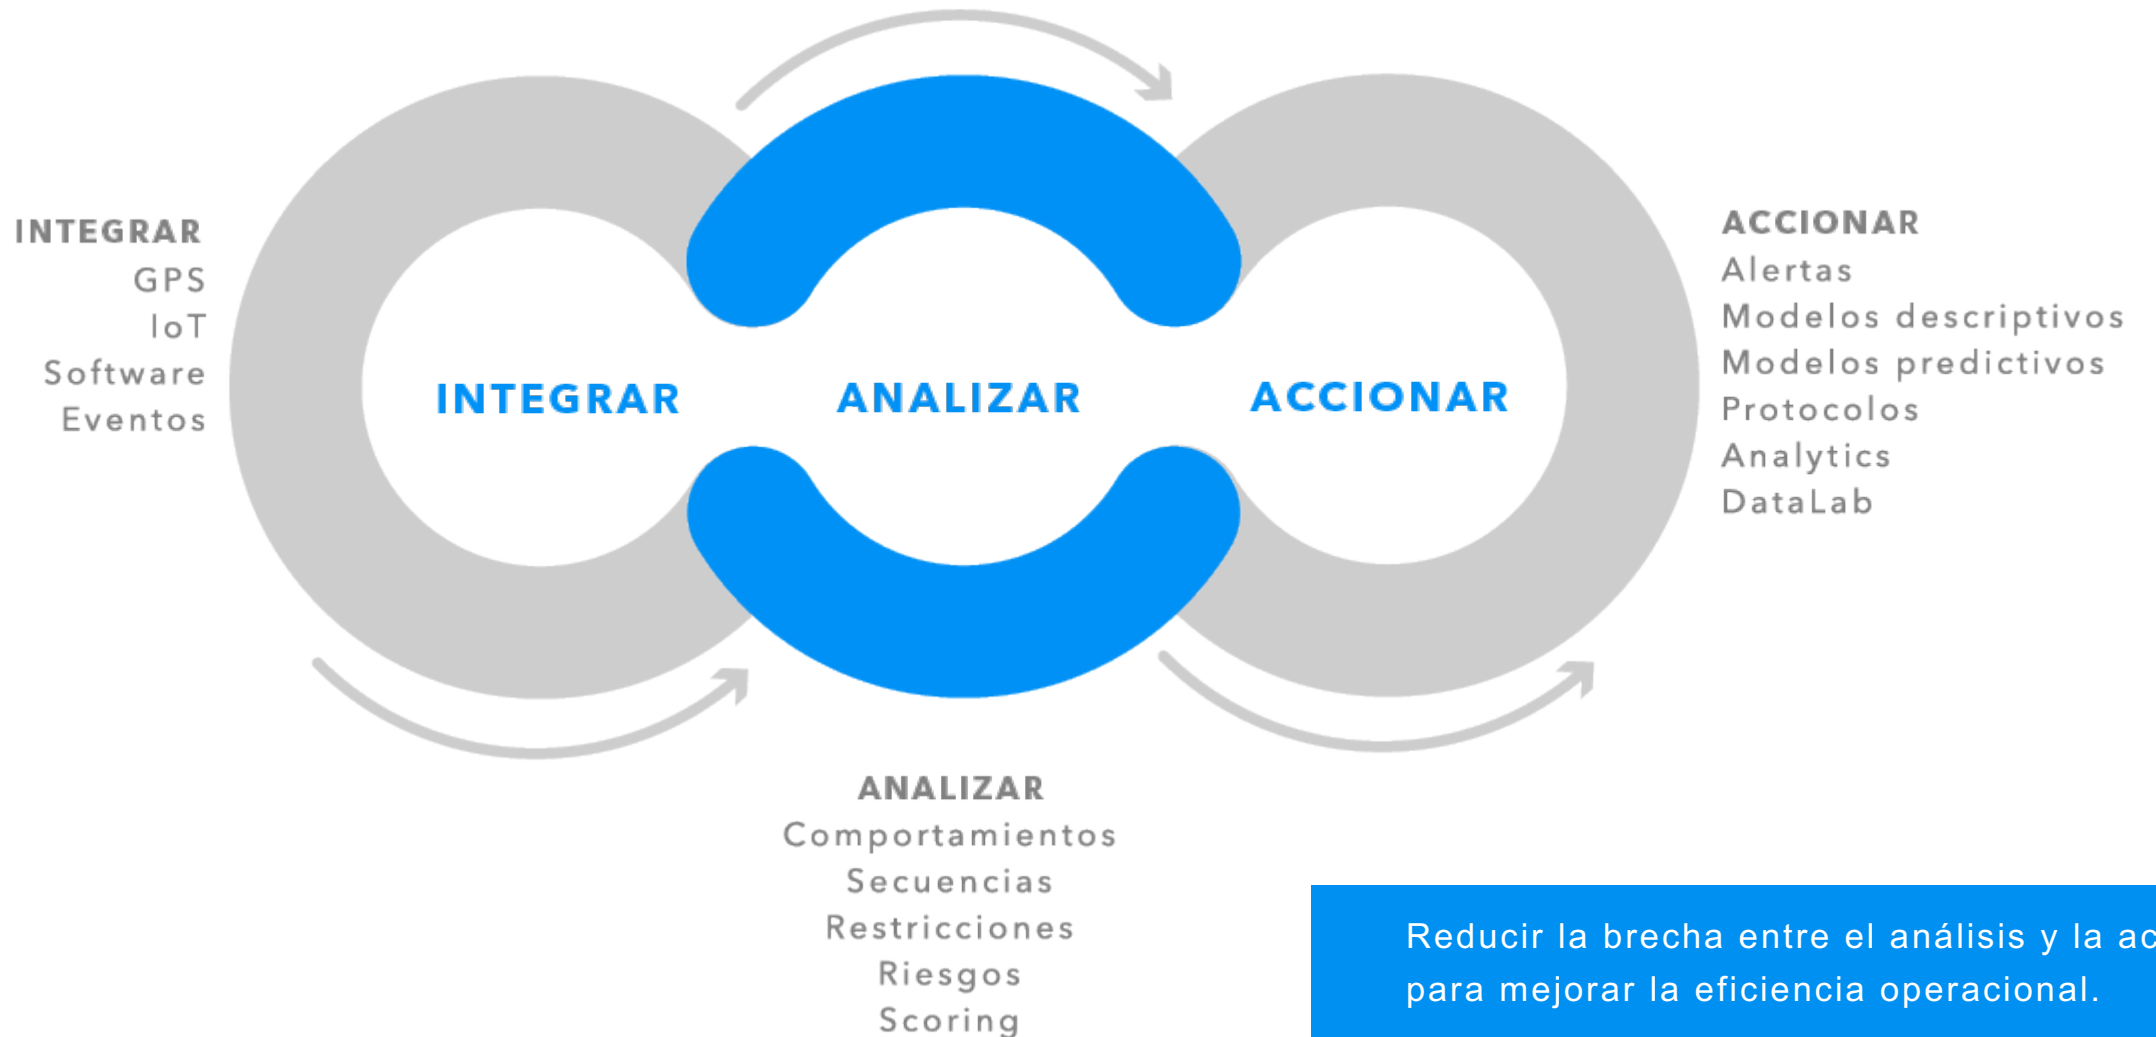 INTEGRAR
GPS
IoT
Software
Eventos
INTEGRAR
ANALIZAR
ACCIONAR
ACCIONAR
Alertas
Modelos descriptivos
Modelos predictivos
Protocolos
Analytics
DataLab
ANALIZAR
Comportamientos
Secuencias
Restricciones
Riesgos
Scoring
Reducir la brecha entre el análisis y la
para mejorar la eficiencia operacional.